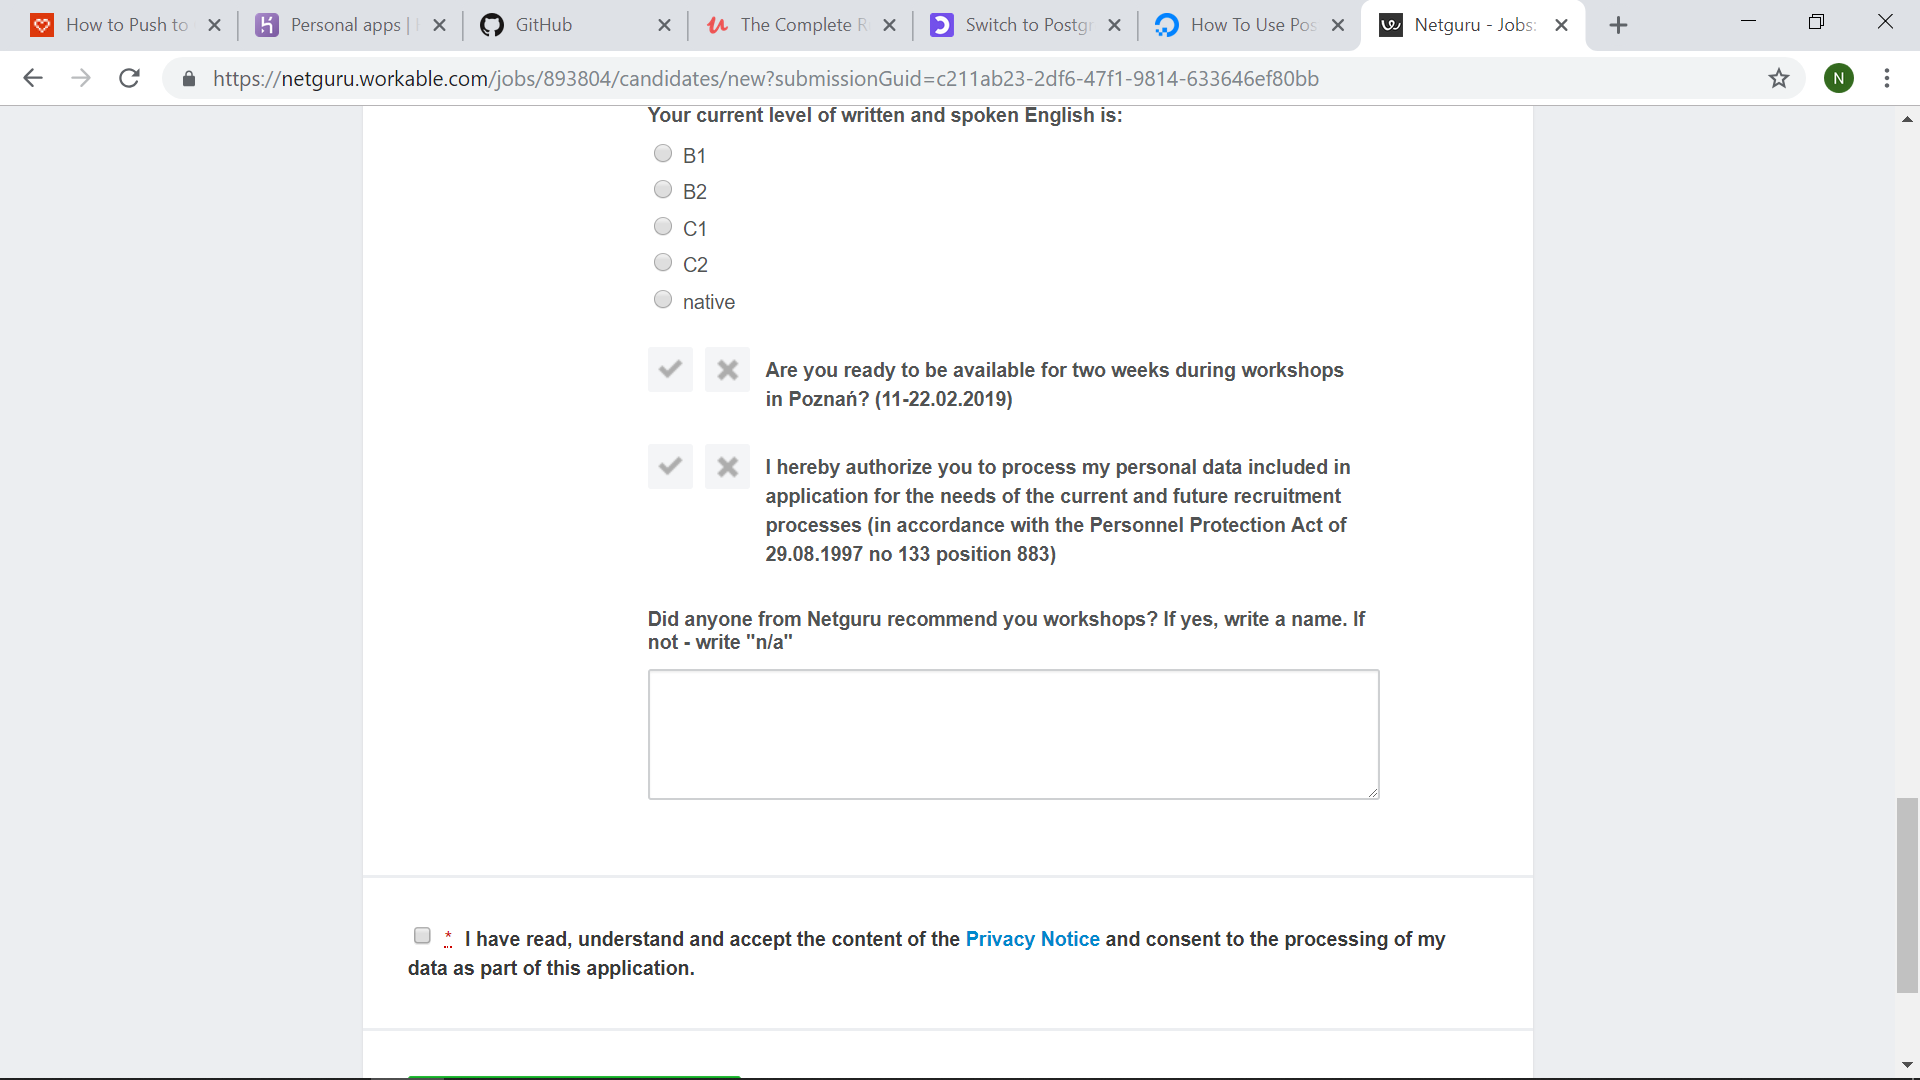 How to Push to
Personal apps |
GitHub
The Complete R
Switch to Postgr
How To Use Pos
Netguru - Jobs:
https://netguru.workable.com/jobs/893804/candidates/new?submissionGuid=c211ab23-2df6-47f1-9814-633646ef80bb
N
Your current level of written and spoken English is:
B1
B2
C1
C2
native
Are you ready to be available for two weeks during workshops
in Poznań? (11-22.02.2019)
I hereby authorize you to process my personal data included in
application for the needs of the current and future recruitment
processes (in accordance with the Personnel Protection Act of
29.08.1997 no 133 position 883)
Did anyone from Netguru recommend you workshops? If yes, write a name. If
not - write "n/a"
* I have read, understand and accept the content of the Privacy Notice and consent to the processing of my
data as part of this application.